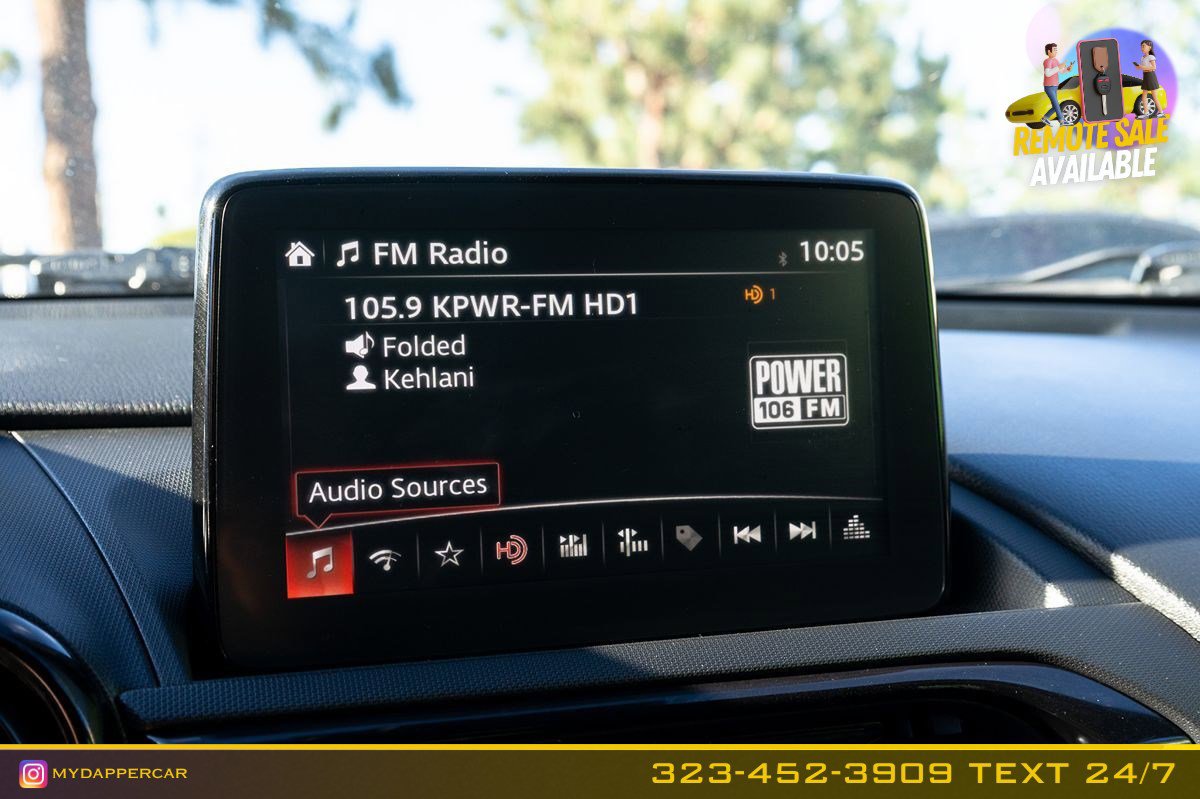 REMOTE SALE
AVAILABLE
FM Radio
10:05
105.9 KPWR-FM HD1
HD 1
Folded
Kehlani
POWER
106 FM
Audio Sources
HD
MYDAPPERCAR
323-452-3909 TEXT 24/7